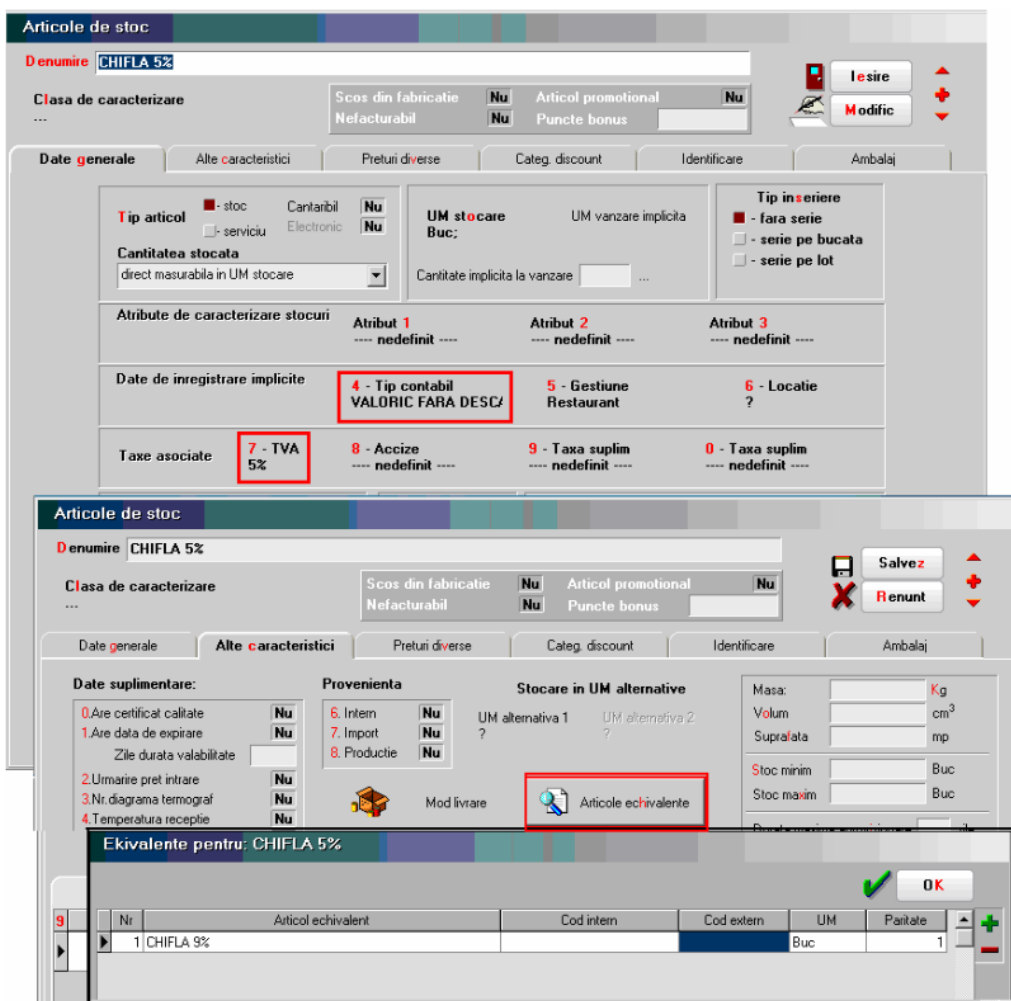 Articole de stoc
Denumire CHIFLA 5%
Iesire
Clasa de caracterizare
---
Scos din fabricatie Nu Articol promotional Nu
Nefacturabil Nu Puncte bonus
Modific
Date generale Alte caracteristici Preturi diverse Categ. discount Identificare Ambalaj
Tip articol - stoc Cantaribil Nu
- serviciu Electronic Nu
Cantitatea stocata
direct masurabila in UM stocare
UM stocare UM vanzare implicita
Buc;
Cantitate implicita la vanzare ...
Tip inseriere
- fara serie
- serie pe bucata
- serie pe lot
Atribute de caracterizare stocuri
Atribut 1 Atribut 2 Atribut 3
---- nedefinit ---- ---- nedefinit ---- ---- nedefinit ----
Date de inregistrare implicite
4 - Tip contabil 5 - Gestiune 6 - Locatie
VALORIC FARA DESCA Restaurant ?
Taxe asociate
7 - TVA 8 - Accize 9 - Taxa suplim 0 - Taxa suplim
5% ---- nedefinit ---- ---- nedefinit ---- ---- nedefinit ----
Articole de stoc
Denumire CHIFLA 5%
Salvez
Clasa de caracterizare
---
Scos din fabricatie Nu Articol promotional Nu
Nefacturabil Nu Puncte bonus
Renunt
Date generale Alte caracteristici Preturi diverse Categ. discount Identificare Ambalaj
Date suplimentare:
0.Are certificat calitate Nu
1.Are data de expirare Nu
Zile durata valabilitate
2.Urmarire pret intrare Nu
3.Nr.diagrama termograf Nu
4.Temperatura receptie Nu
Provenienta
6. Intern Nu
7. Import Nu
8. Productie Nu
Stocare in UM alternative
UM alternativa 1 UM alternativa 2
? ?
Mod livrare
Articole echivalente
Masa: Kg
Volum cm³
Suprafata mp
Stoc minim Buc
Stoc maxim Buc
Ekivalente pentru: CHIFLA 5%
OK
9
Nr Articol echivalent Cod intern Cod extern UM Paritate
1 CHIFLA 9% Buc 1